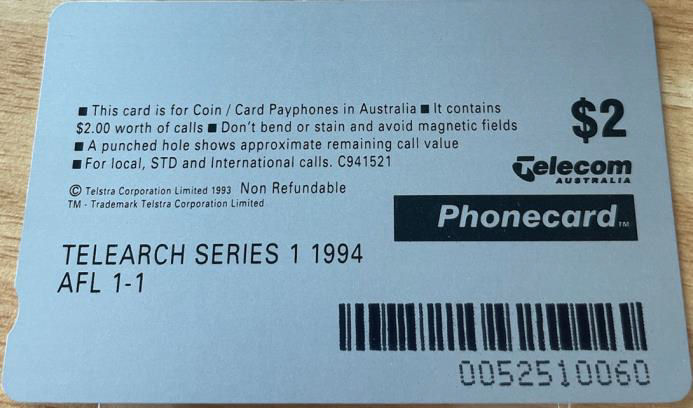 ■ This card is for Coin / Card Payphones in Australia ■ It contains
$2.00 worth of calls ■ Don't bend or stain and avoid magnetic fields
■ A punched hole shows approximate remaining call value
■ For local, STD and International calls. C941521
© Telstra Corporation Limited 1993 Non Refundable
TM - Trademark Telstra Corporation Limited
$2
Telecom
AUSTRALIA
Phonecard TM
TELEARCH SERIES 1 1994
AFL 1-1
0052510060